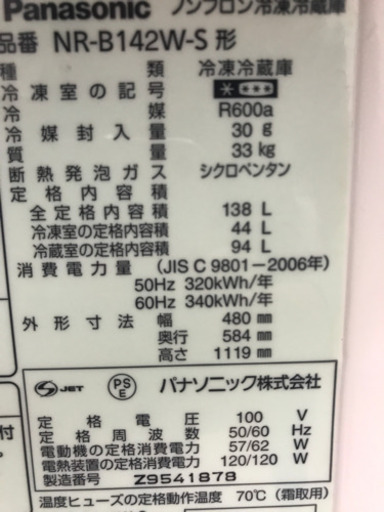 Panasonic ノンフロン冷凍冷蔵庫
品番 NR-B142W-S 形
種類 冷凍冷蔵庫
冷凍室の記号 * ***
冷媒 R600a
冷媒封入量 30 g
質量 33 kg
断熱発泡ガス シクロペンタン
定格内容積
全定格内容積 138 L
冷凍室の定格内容積 44 L
冷蔵室の定格内容積 94 L
消費電力量 (JIS C 9801−2006年)
50Hz 320kWh/年
60Hz 340kWh/年
外形寸法 幅 480 mm
奥行 584 mm
高さ 1119 mm
S JET PSE パナソニック株式会社
定格電圧 100 V
定格周波数 50/60 Hz
電動機の定格消費電力 57/62 W
電熱装置の定格消費電力 120/120 W
製造番号 Z9541878
温度ヒューズの定格動作温度 70℃ (霜取用)
付